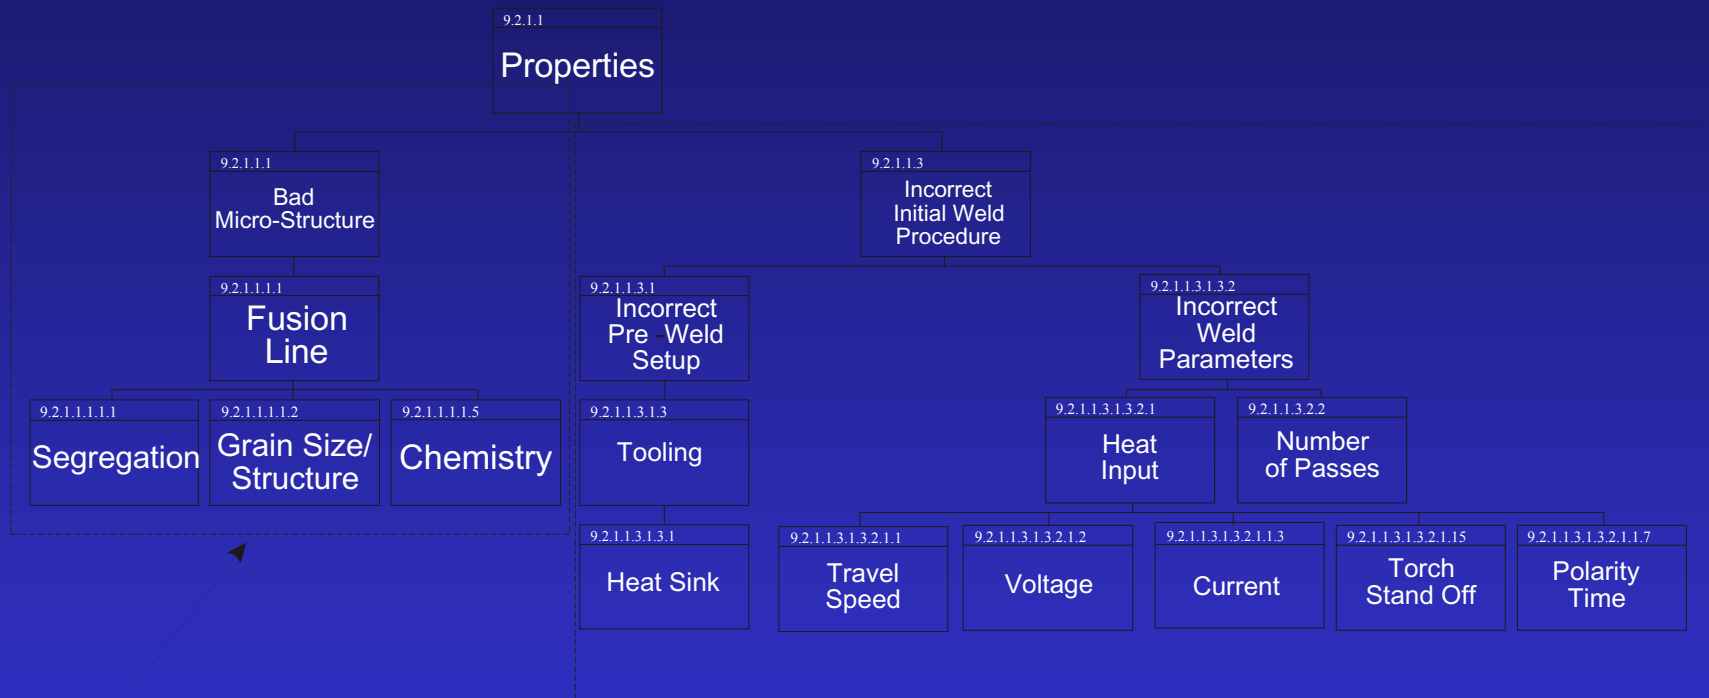 9.2.1.1
Properties
9.2.1.1.1
Bad
Micro-Structure
9.2.1.1.3
Incorrect
Initial Weld
Procedure
9.2.1.1.1.1
Fusion
Line
9.2.1.1.3.1
Incorrect
Pre -Weld
Setup
9.2.1.1.3.1.3.2
Incorrect
Weld
Parameters
9.2.1.1.1.1.1
Segregation
9.2.1.1.1.1.2
Grain Size/
Structure
9.2.1.1.1.1.5
Chemistry
9.2.1.1.3.1.3
Tooling
9.2.1.1.3.1.3.2.1
Heat
Input
9.2.1.1.3.2.2
Number
of Passes
9.2.1.1.3.1.3.1
Heat Sink
9.2.1.1.3.1.3.2.1.1
Travel
Speed
9.2.1.1.3.1.3.2.1.2
Voltage
9.2.1.1.3.1.3.2.1.1.3
Current
9.2.1.1.3.1.3.2.1.15
Torch
Stand Off
9.2.1.1.3.1.3.2.1.1.7
Polarity
Time